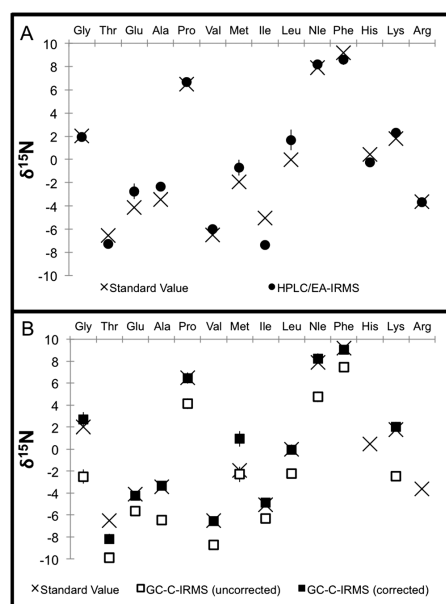 A
Gly Thr Glu Ala Pro Val Met Ile Leu Nle Phe His Lys Arg
10
8
6
4
2
0
-2
-4
-6
-8
-10
δ15N
×Standard Value ●HPLC/EA-IRMS
B
Gly Thr Glu Ala Pro Val Met Ile Leu Nle Phe His Lys Arg
10
8
6
4
2
0
-2
-4
-6
-8
-10
δ15N
×Standard Value □GC-C-IRMS (uncorrected) ■GC-C-IRMS (corrected)